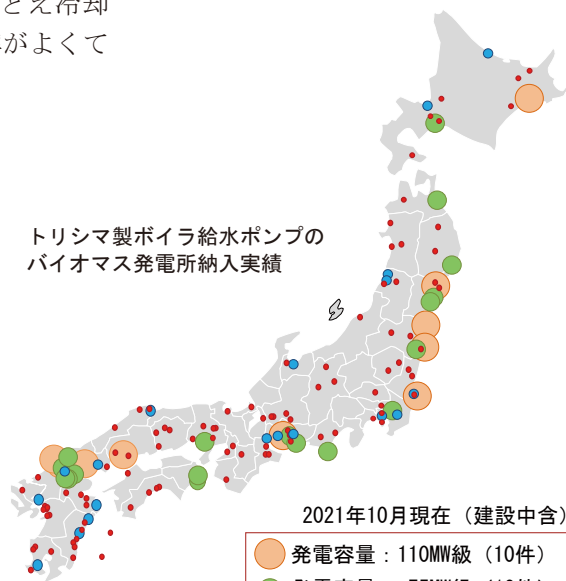 とえ冷却
がよくて
トリシマ製ボイラ給水ポンプの
バイオマス発電所納入実績
2021年10月現在（建設中含）
発電容量：110MW級（10件）